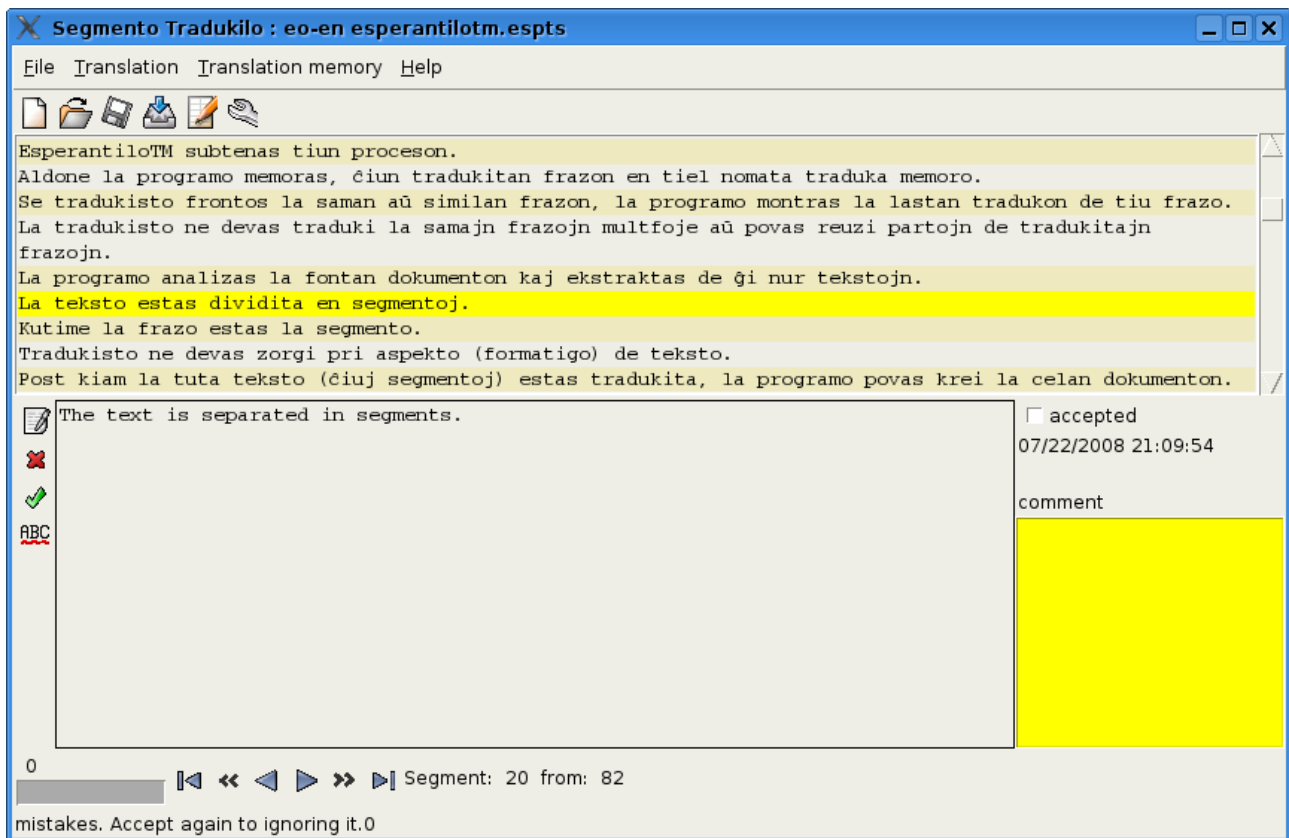 Segmento Tradukilo : eo-en esperantilotm.espts
File Translation Translation memory Help
EsperantiloTM subtenas tiun proceson.
Aldone la programo memoras, ĉiun tradukitan frazon en tiel nomata traduka memoro.
Se tradukisto frontos la saman aŭ similan frazon, la programo montras la lastan tradukon de tiu frazo.
La tradukisto ne devas traduki la samajn frazojn multfoje aŭ povas reuzi partojn de tradukitajn
frazojn.
La programo analizas la fontan dokumenton kaj ekstraktas de ĝi nur tekstojn.
La teksto estas dividita en segmentoj.
Kutime la frazo estas la segmento.
Tradukisto ne devas zorgi pri aspekto (formatigo) de teksto.
Post kiam la tuta teksto (ĉiuj segmentoj) estas tradukita, la programo povas krei la celan dokumenton.
The text is separated in segments.
accepted
07/22/2008 21:09:54
comment
ABC
0
Segment: 20 from: 82
mistakes. Accept again to ignoring it.0